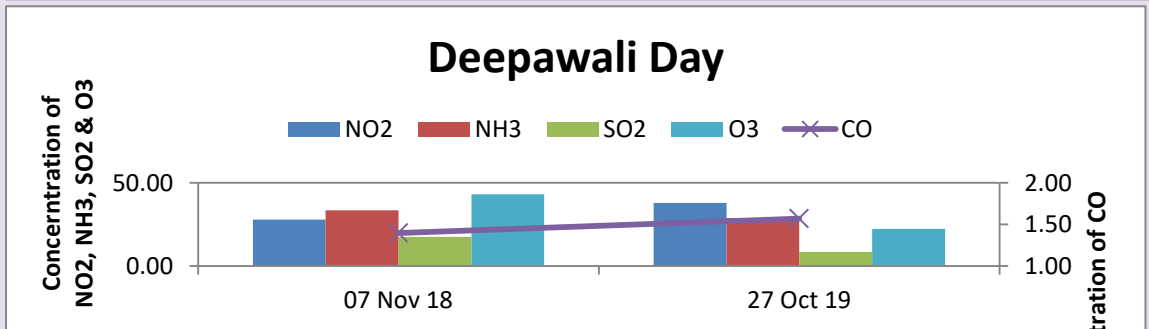 Deepawali Day
Concerntration of
NO2, NH3, SO2 & O3
NO2 NH3 SO2 O3 CO
50.00
0.00
2.00
1.50
1.00
07 Nov 18
27 Oct 19
tration of CO